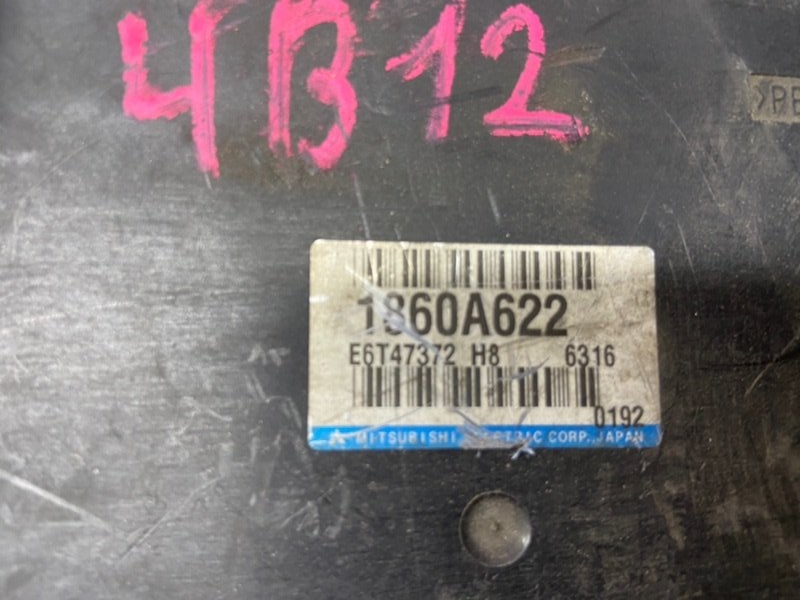 4B12
1860A622
E6T47372 H8 6316
0192
MITSUBISHI ELECTRIC CORP., JAPAN